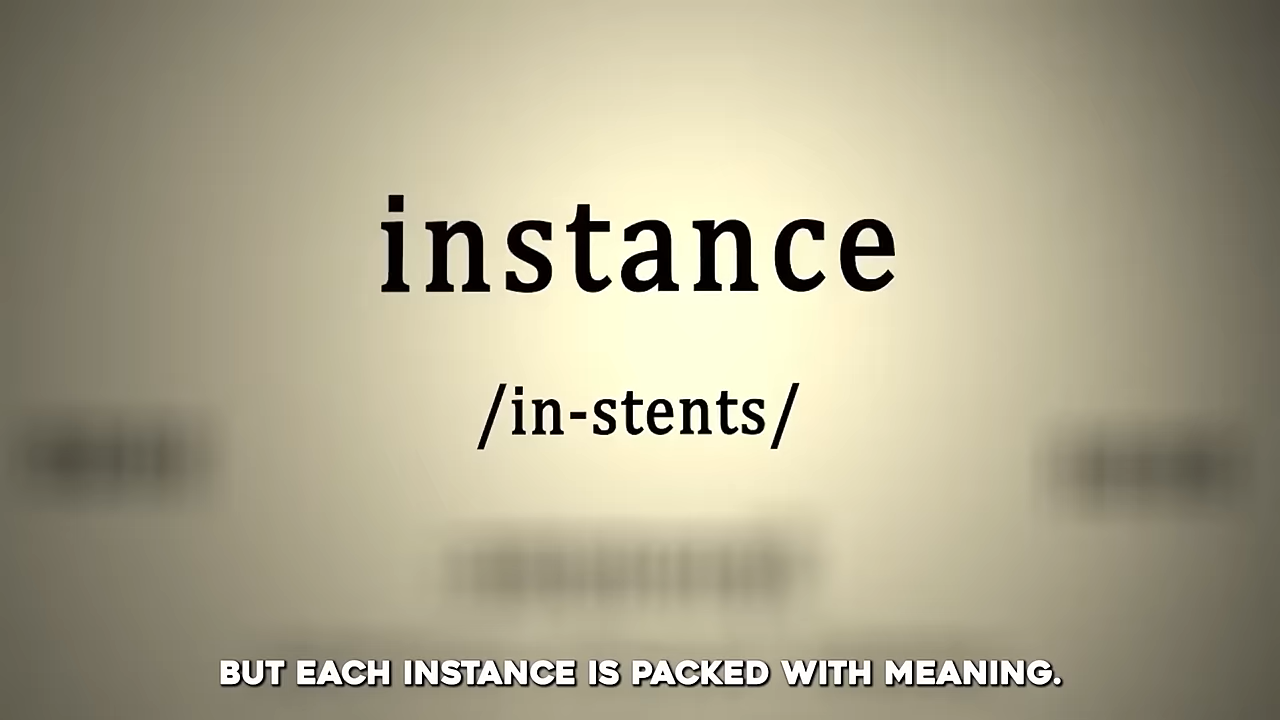 instance
/in-stents/
BUT EACH INSTANCE IS PACKED WITH MEANING.